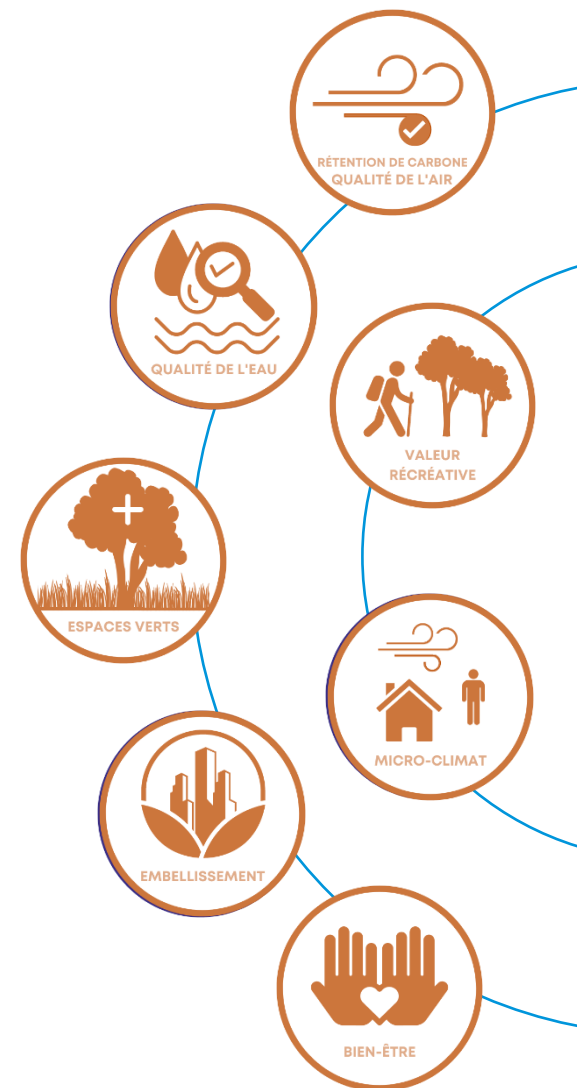 RÉTENTION DE CARBONE
QUALITÉ DE L'AIR
QUALITÉ DE L'EAU
VALEUR
RÉCRÉATIVE
ESPACES VERTS
MICRO-CLIMAT
EMBELLISSEMENT
BIEN-ÊTRE